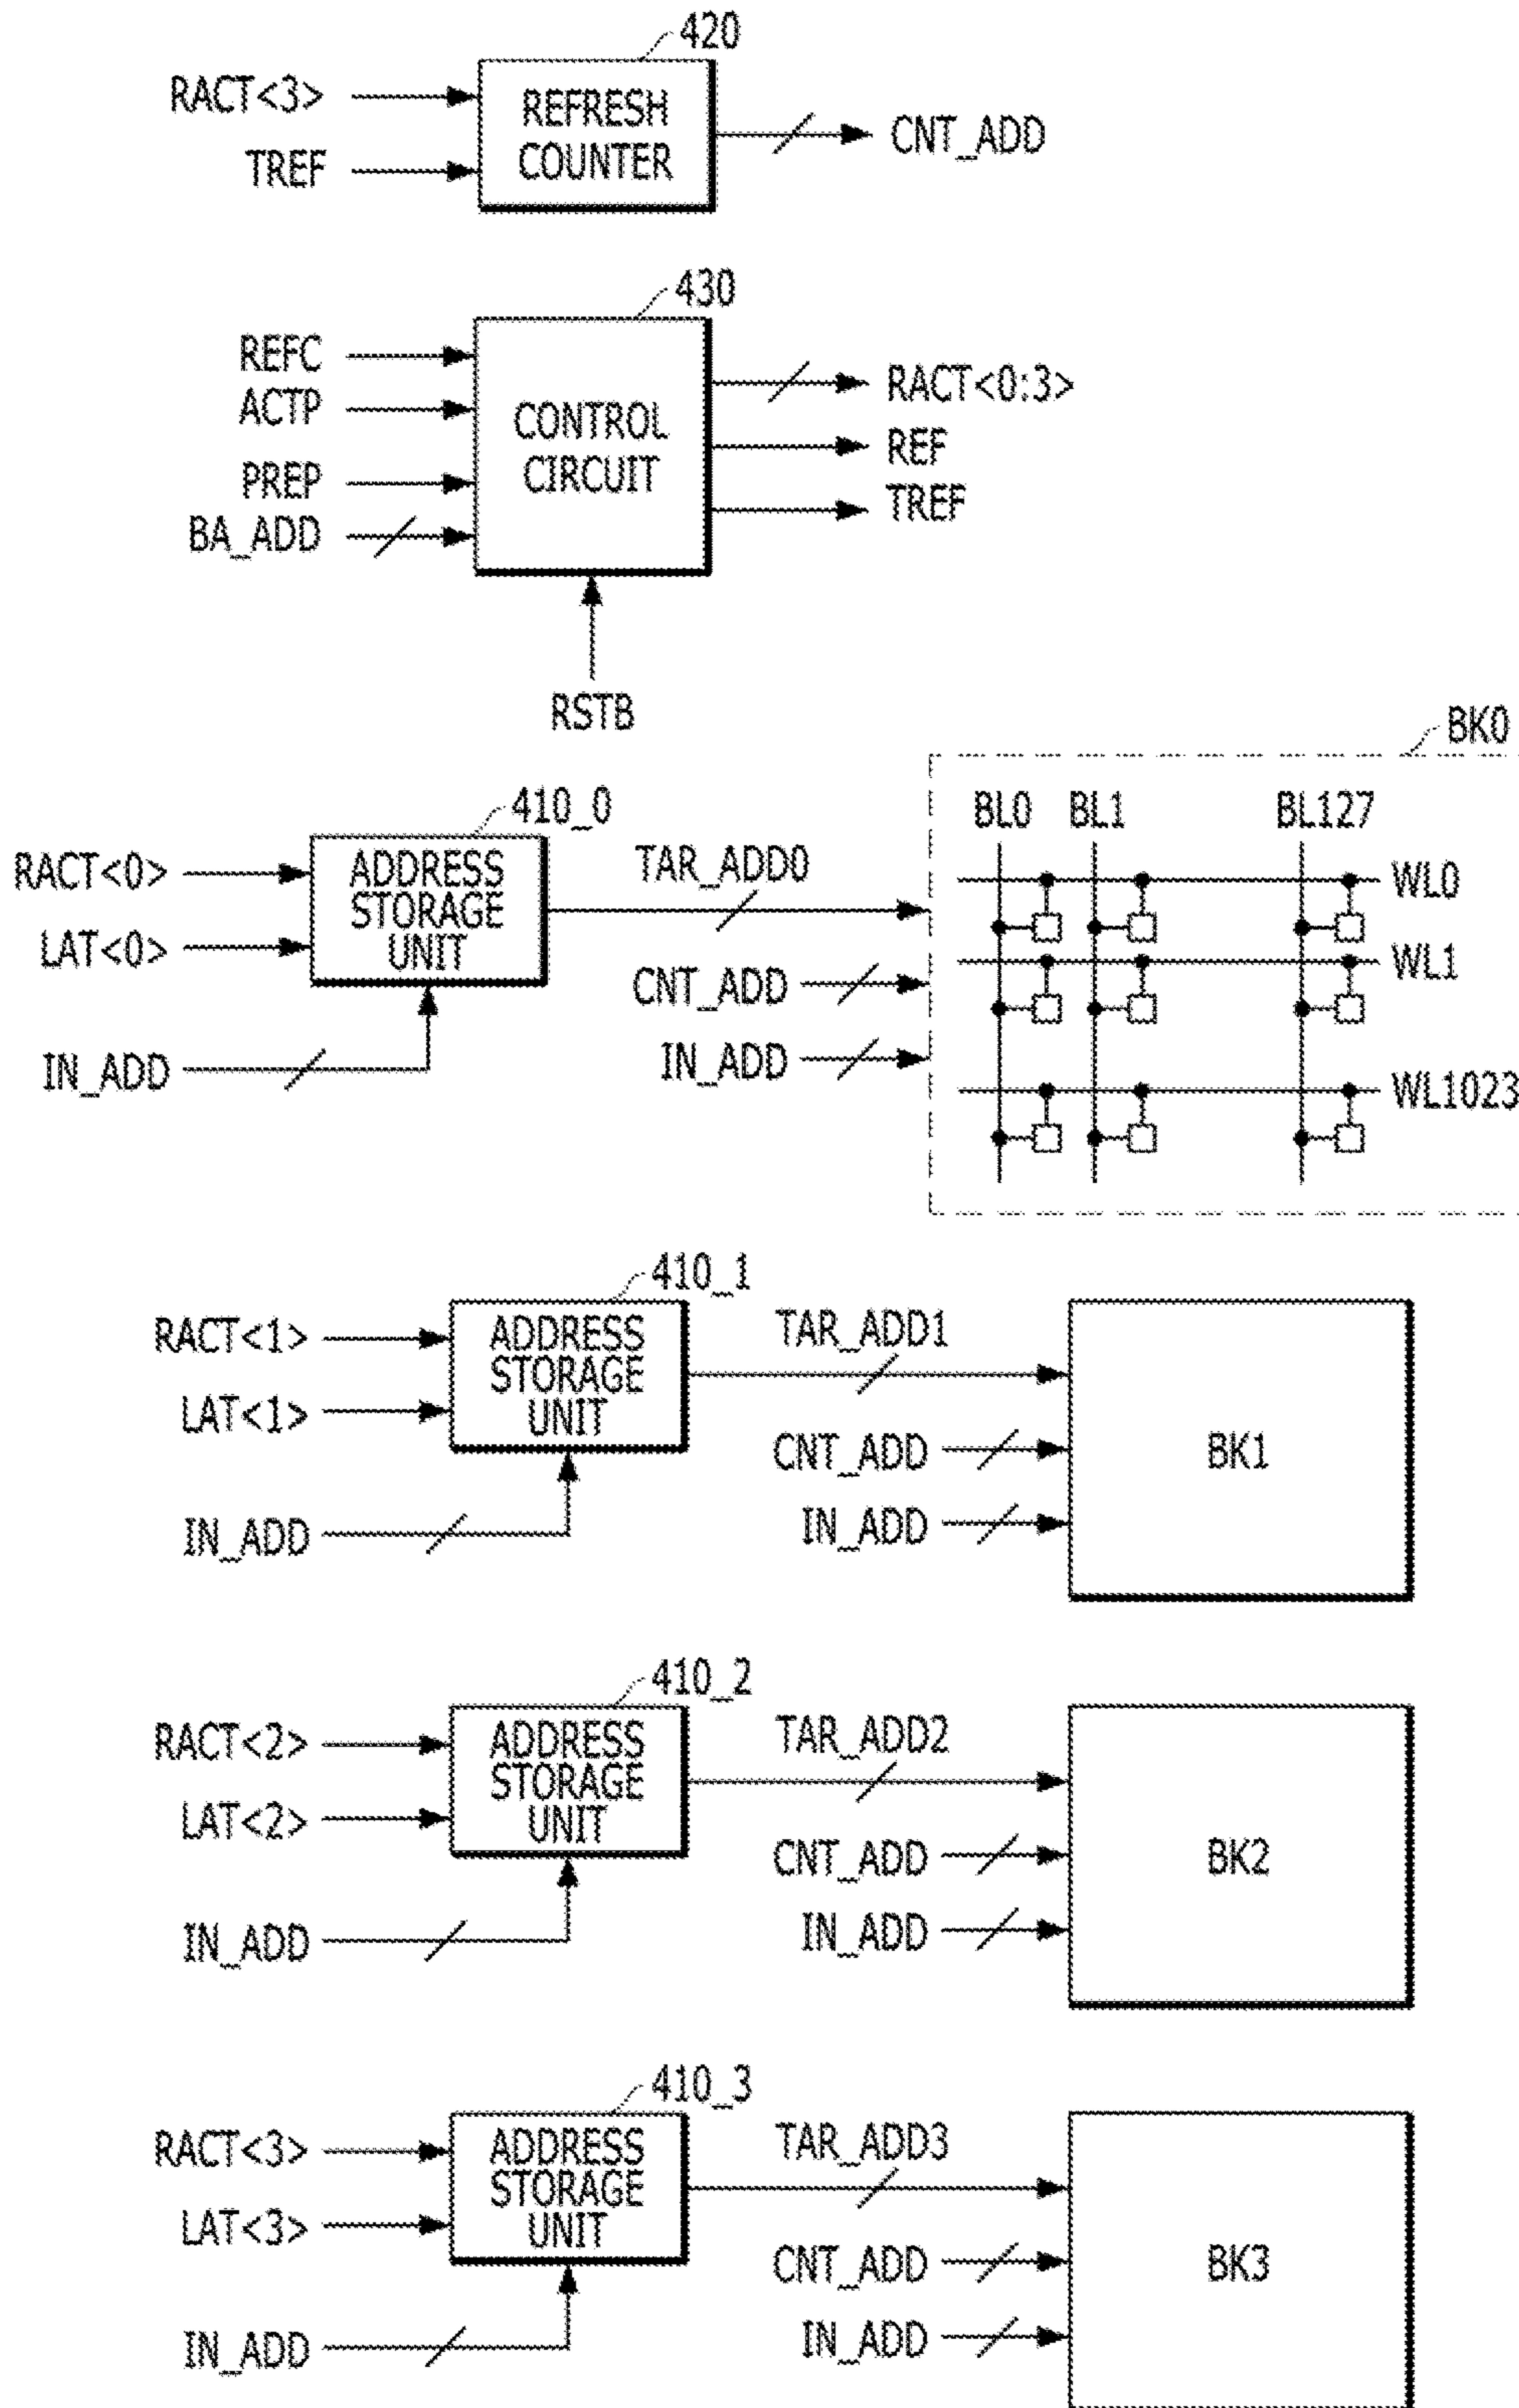 420
RACT<3>
TREF
REFRESH
COUNTER
CNT_ADD
430
REFC
ACTP
PREP
BA_ADD
CONTROL
CIRCUIT
RACT<0:3>
REF
TREF
RSTB
BK0
410_0
RACT<0>
LAT<0>
IN_ADD
ADDRESS
STORAGE
UNIT
TAR_ADD0
CNT_ADD
IN_ADD
BL0 BL1 BL127
WL0
WL1
WL1023
410_1
RACT<1>
LAT<1>
IN_ADD
ADDRESS
STORAGE
UNIT
TAR_ADD1
CNT_ADD
IN_ADD
BK1
410_2
RACT<2>
LAT<2>
IN_ADD
ADDRESS
STORAGE
UNIT
TAR_ADD2
CNT_ADD
IN_ADD
BK2
410_3
RACT<3>
LAT<3>
IN_ADD
ADDRESS
STORAGE
UNIT
TAR_ADD3
CNT_ADD
IN_ADD
BK3